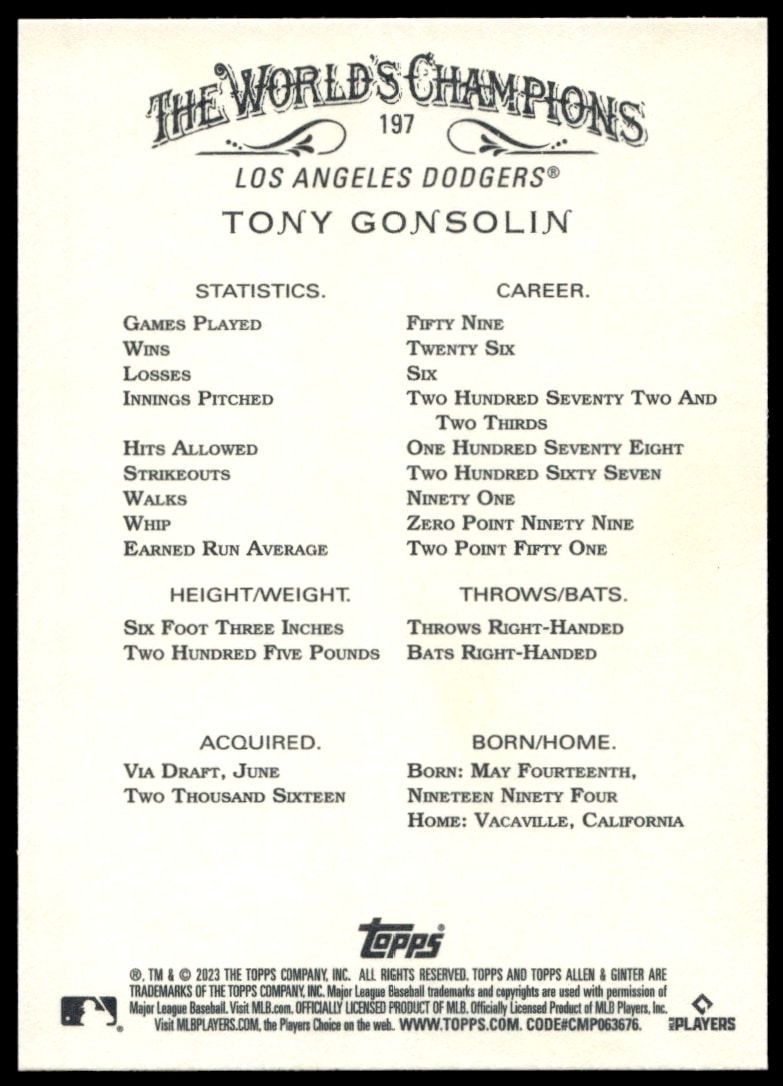 THE WORLD'S CHAMPIONS
197
LOS ANGELES DODGERS®
TONY GONSOLIN
STATISTICS. CAREER.
GAMES PLAYED FIFTY NINE
WINS TWENTY SIX
LOSSES SIX
INNINGS PITCHED TWO HUNDRED SEVENTY TWO AND
TWO THIRDS
HITS ALLOWED ONE HUNDRED SEVENTY EIGHT
STRIKEOUTS TWO HUNDRED SIXTY SEVEN
WALKS NINETY ONE
WHIP ZERO POINT NINETY NINE
EARNED RUN AVERAGE TWO POINT FIFTY ONE
HEIGHT/WEIGHT. THROWS/BATS.
SIX FOOT THREE INCHES THROWS RIGHT-HANDED
TWO HUNDRED FIVE POUNDS BATS RIGHT-HANDED
ACQUIRED. BORN/HOME.
VIA DRAFT, JUNE BORN: MAY FOURTEENTH,
TWO THOUSAND SIXTEEN NINETEEN NINETY FOUR
HOME: VACAVILLE, CALIFORNIA
topps®
®, TM & © 2023 THE TOPPS COMPANY, INC. ALL RIGHTS RESERVED. TOPPS AND TOPPS ALLEN & GINTER ARE
TRADEMARKS OF THE TOPPS COMPANY, INC. Major League Baseball trademarks and copyrights are used with permission of
Major League Baseball. Visit MLB.com. OFFICIALLY LICENSED PRODUCT OF MLB. Officially Licensed Product of MLB Players, Inc.
Visit MLBPLAYERS.COM, the Players Choice on the web. WWW.TOPPS.COM. CODE#CMP063676.
MLB PLAYERS